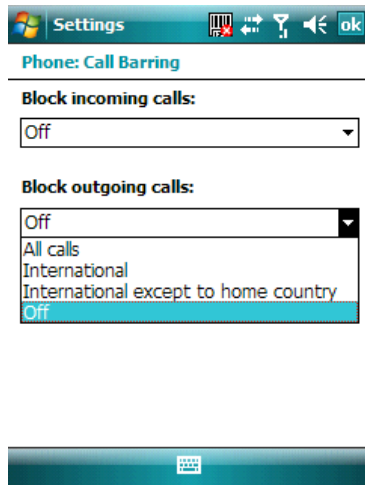 Settings
ok
Phone: Call Barring
Block incoming calls:
Off
Block outgoing calls:
Off
All calls
International
International except to home country
Off